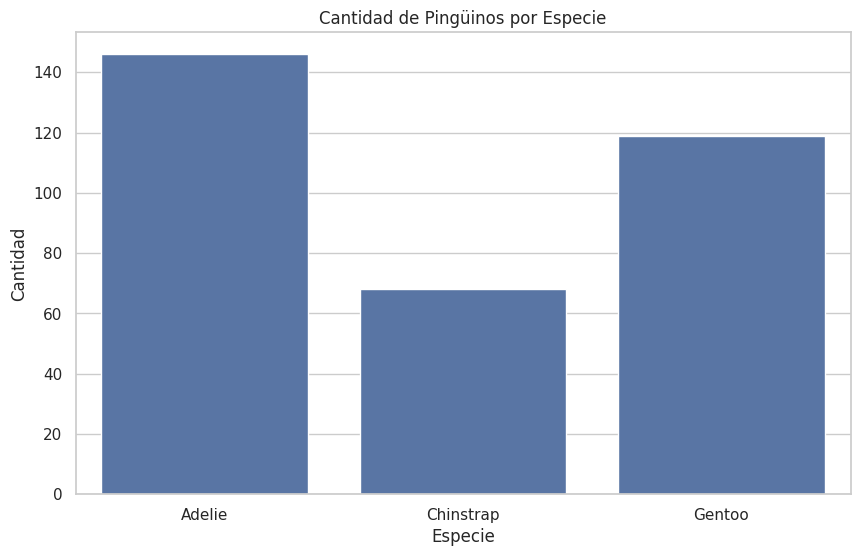 Cantidad de Pingüinos por Especie
140
120
100
80
60
40
20
0
Cantidad
Adelie Chinstrap Gentoo
Especie